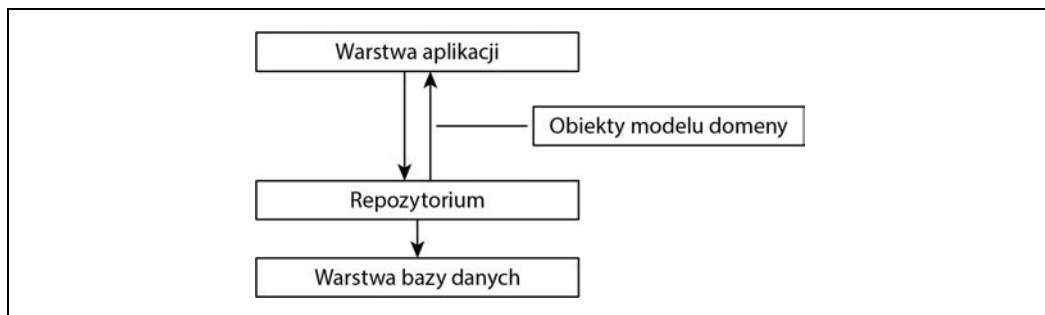 Warstwa aplikacji
Obiekty modelu domeny
Repozytorium
Warstwa bazy danych